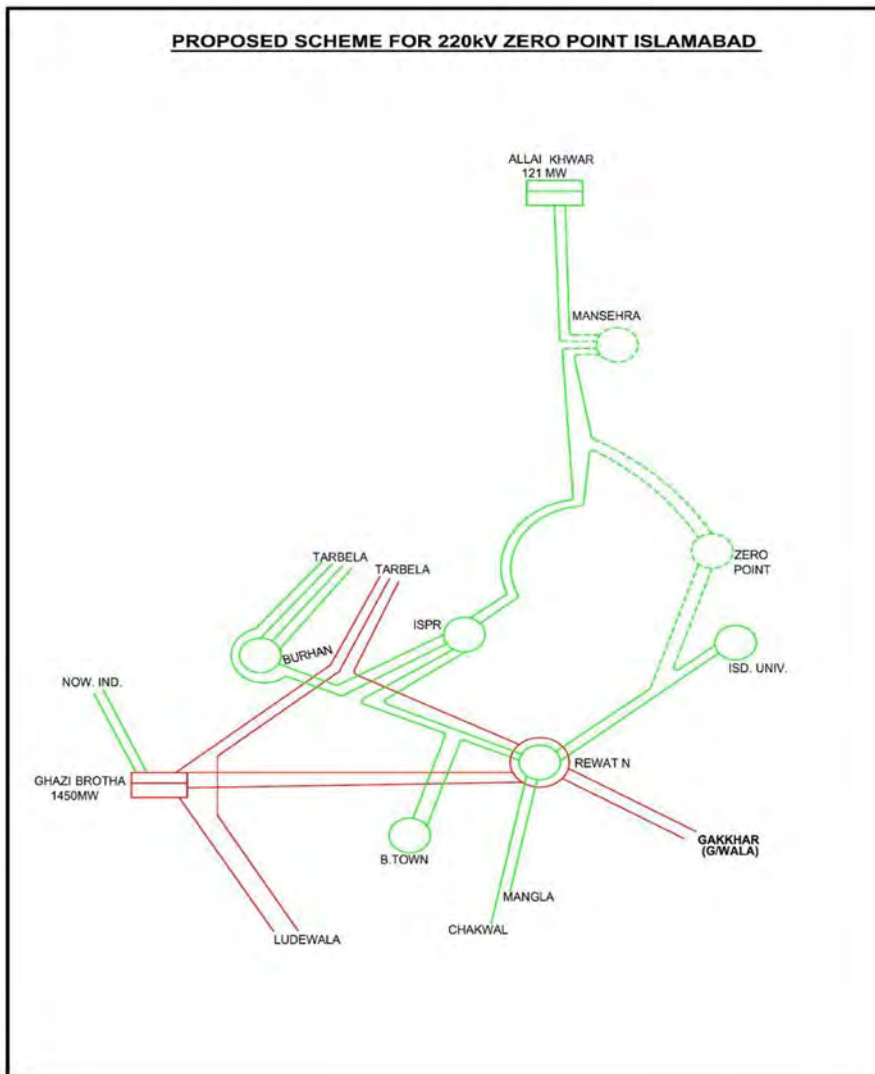 PROPOSED SCHEME FOR 220kV ZERO POINT ISLAMABAD
ALLAI KHWAR
121 MW
MANSEHRA
ZERO
POINT
TARBELA
TARBELA
ISPR
BURHAN
ISD. UNIV.
NOW. IND.
GHAZI BROTHA
1450MW
REWAT N
B.TOWN
GAKKHAR
(G/WALA)
MANGLA
CHAKWAL
LUDEWALA